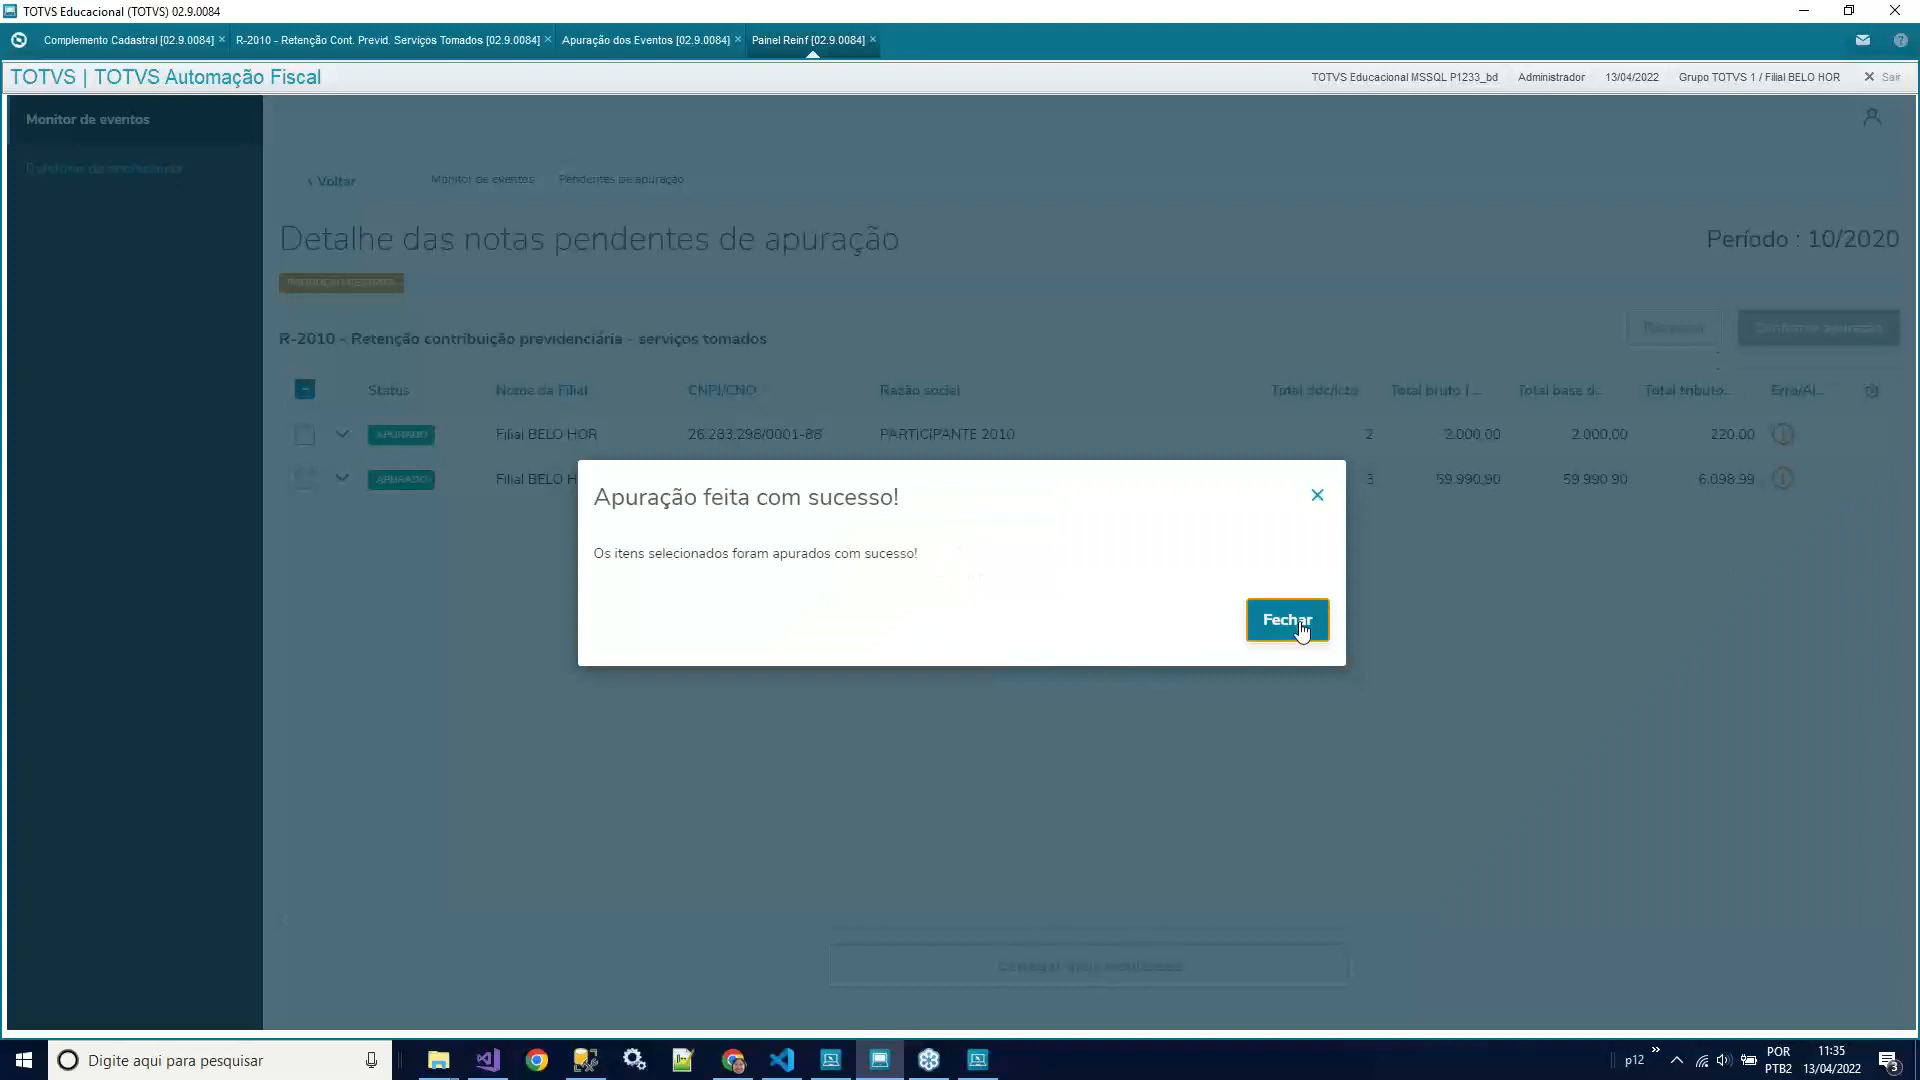 TOTVS Educacional (TOTVS) 02.9.0084
Complemento Cadastral [02.9.0084]
R-2010 - Retenção Cont. Previd. Serviços Tomados [02.9.0084]
Apuração dos Eventos [02.9.0084]
Painel Reinf [02.9.0084]
TOTVS | TOTVS Automação Fiscal
TOTVS Educacional MSSQL P1233_bd
Administrador
13/04/2022
Grupo TOTVS 1 / Filial BELO HOR
Sair
Monitor de eventos
Voltar
Monitor de eventos
Pendentes de apuração
Detalhe das notas pendentes de apuração
Período : 10/2020
R-2010 - Retenção contribuição previdenciária - serviços tomados
Status
Nome da Filial
CNPJ/CNO
Razão social
Total doc/fcto
Total bruto | ...
Total base d...
Total tributo...
Erro/Al...
APURADO
Filial BELO HOR
26.283.298/0001-88
PARTICIPANTE 2010
2
2.000,00
2.000,00
220,00
APURADO
Filial BELO H
3
59.990,90
59.990,90
6.098,99
Apuração feita com sucesso!
Os itens selecionados foram apurados com sucesso!
Fechar
Digite aqui para pesquisar
p12
POR
PTB2
11:35
13/04/2022
3